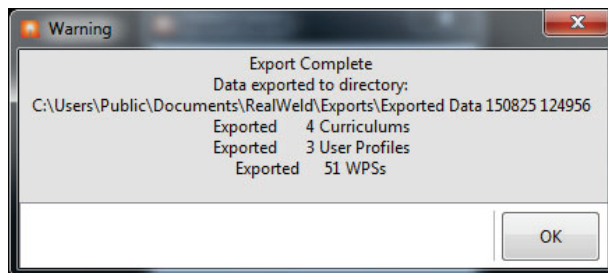 Warning
Export Complete
Data exported to directory:
C:\Users\Public\Documents\RealWeld\Exports\Exported Data 150825 124956
Exported 4 Curriculums
Exported 3 User Profiles
Exported 51 WPSs
OK